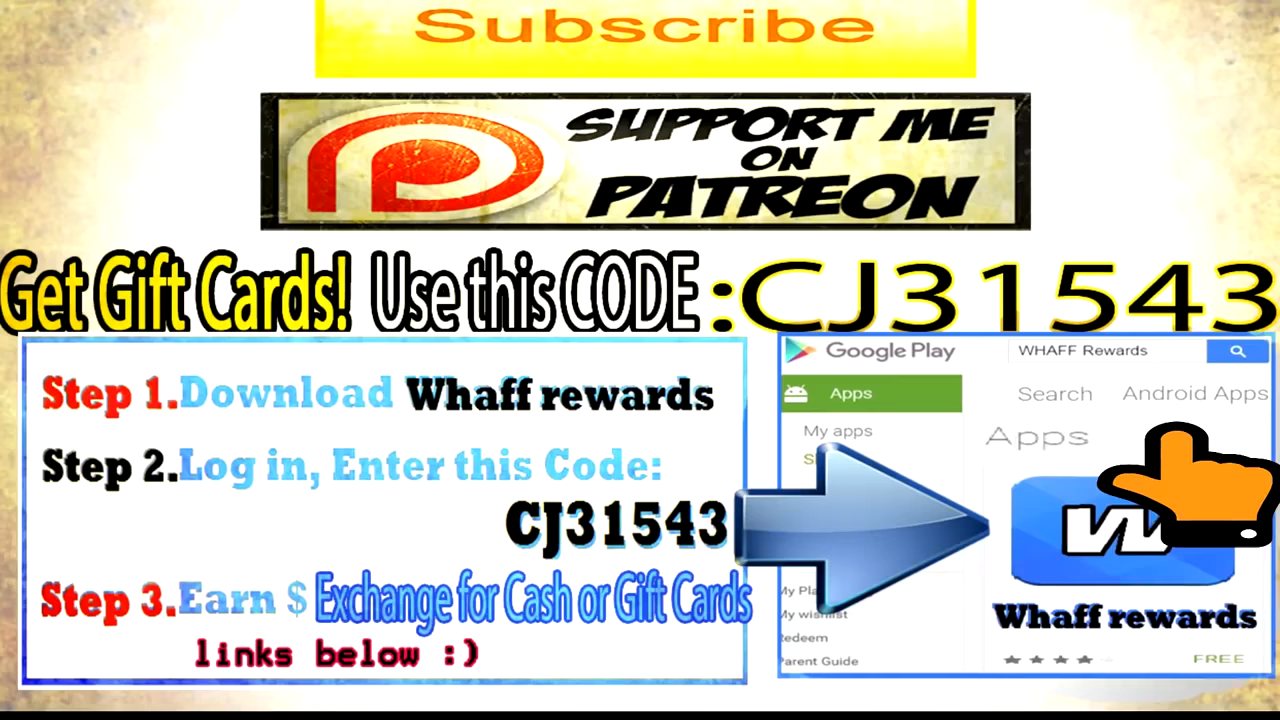 Subscribe
SUPPORT ME
ON
PATREON
Get Gift Cards! Use this CODE :CJ31543
Step 1.Download Whaff rewards
Step 2.Log in, Enter this Code:
CJ31543
Step 3.Earn $ Exchange for Cash or Gift Cards
links below :)
Google Play
WHAFF Rewards
Apps
Search Android Apps
My apps
Apps
My wishlist
Redeem
Parent Guide
Whaff rewards
FREE